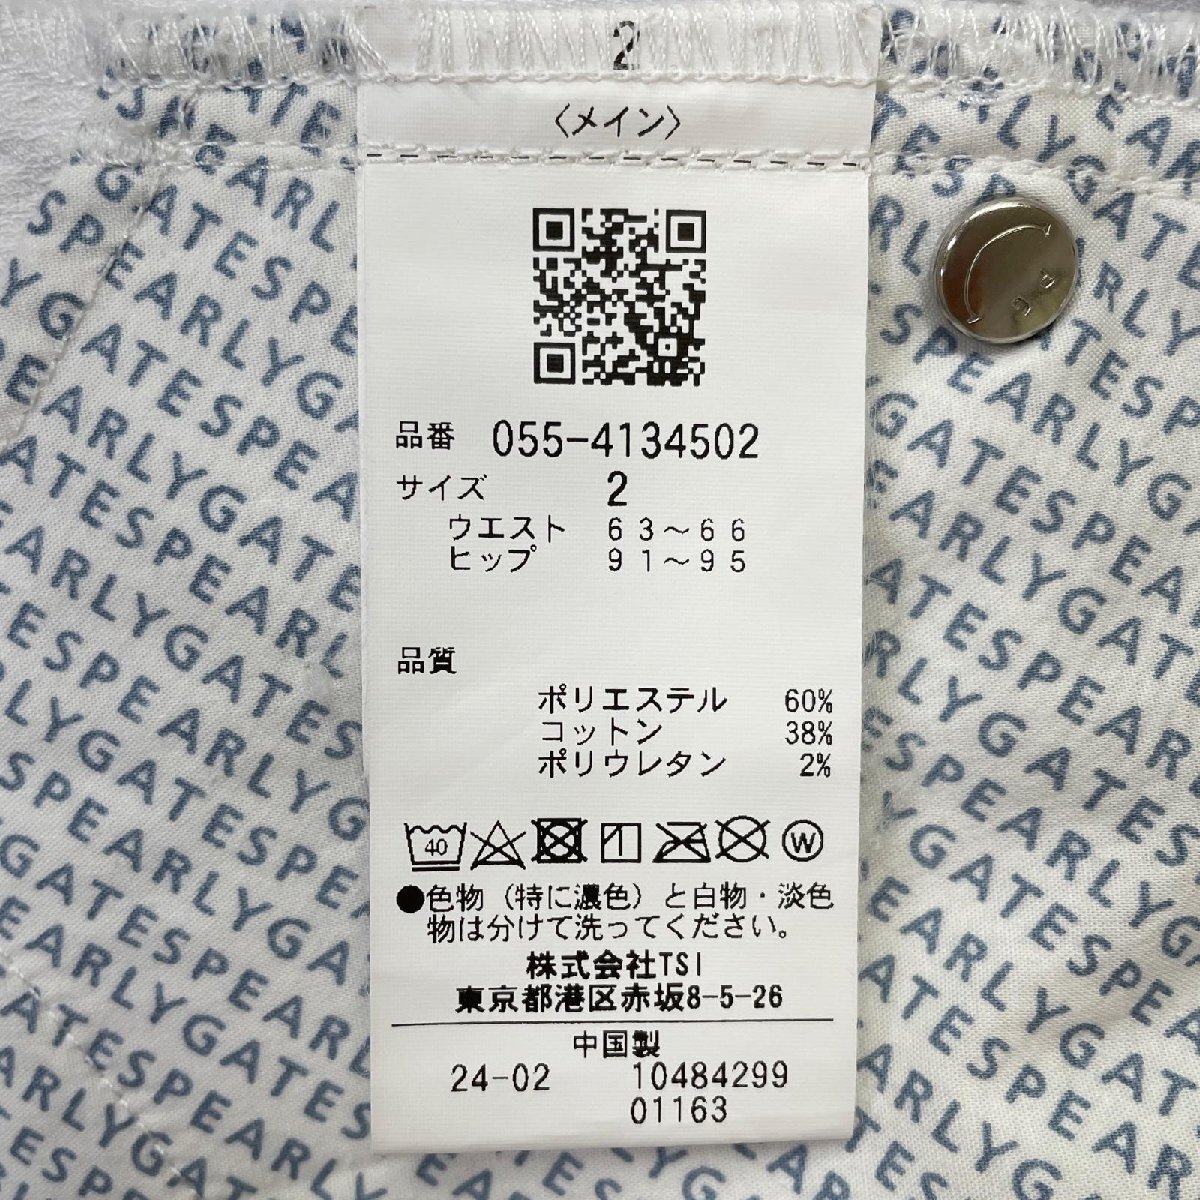 2
〈メイン〉
品番 055-4134502
サイズ 2
ウエスト 63～66
ヒップ 91～95
品質
ポリエステル 60%
コットン 38%
ポリウレタン 2%
40 W
●色物（特に濃色）と白物・淡色
物は分けて洗ってください。
株式会社TSI
東京都港区赤坂8-5-26
中国製
24-02 10484299
01163
PEARLYGATES
PEARLYGATES
PEARLYGATES
P G